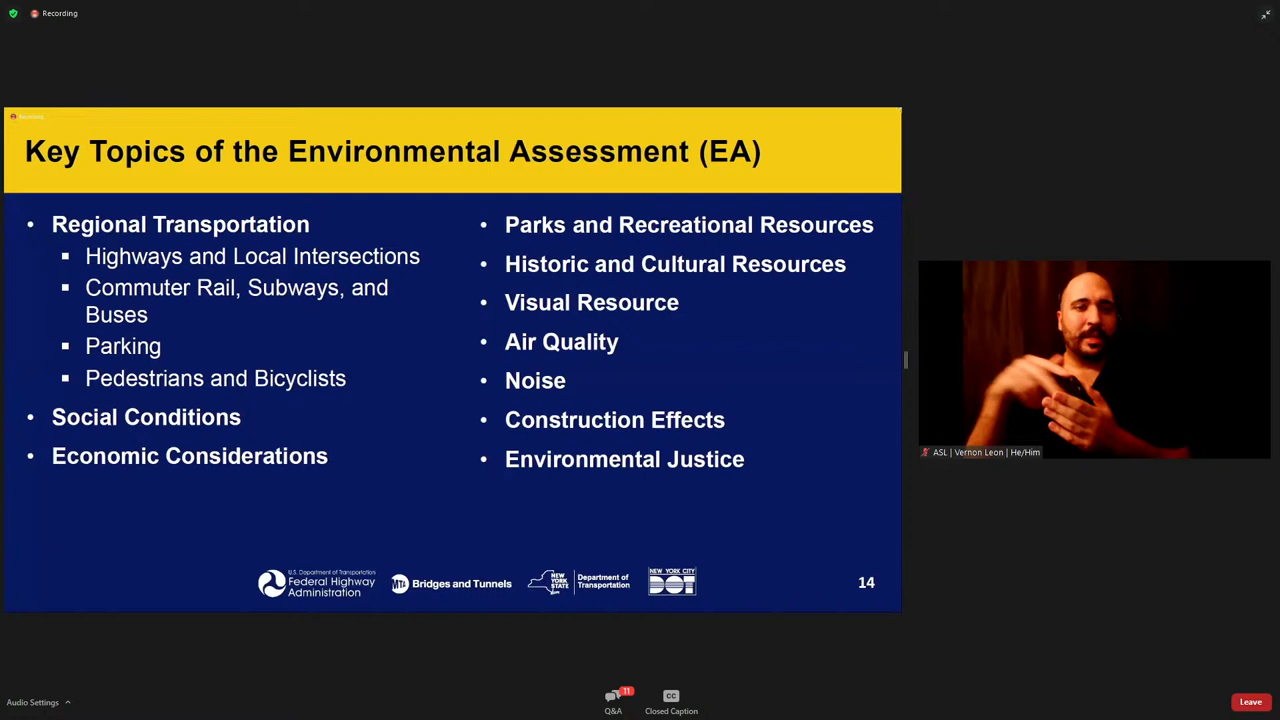 Recording
Recording
Key Topics of the Environmental Assessment (EA)
• Regional Transportation
▪ Highways and Local Intersections
▪ Commuter Rail, Subways, and
Buses
▪ Parking
▪ Pedestrians and Bicyclists
• Social Conditions
• Economic Considerations
• Parks and Recreational Resources
• Historic and Cultural Resources
• Visual Resource
• Air Quality
• Noise
• Construction Effects
• Environmental Justice
U.S. Department of Transportation
Federal Highway
Administration
MTA Bridges and Tunnels
NEW
YORK
STATE
Department of
Transportation
NEW YORK CITY
DOT
14
ASL | Vernon Leon | He/Him
Audio Settings
11
Q&A
CC
Closed Caption
Leave